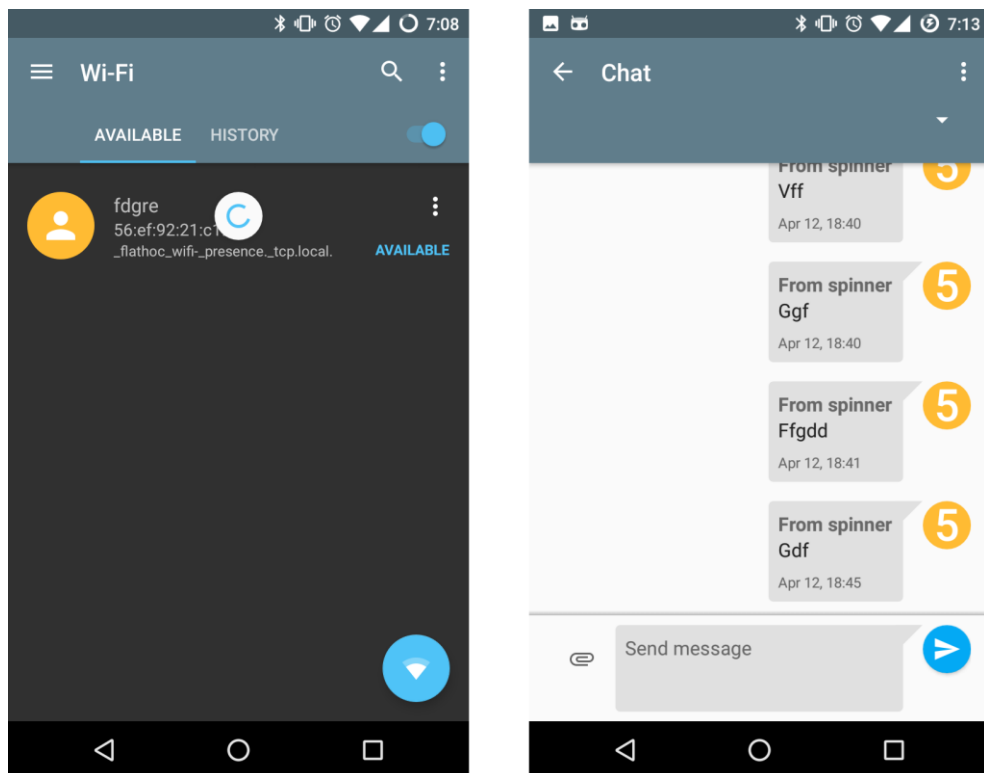 7:08
Wi-Fi
AVAILABLE HISTORY
fdgre
56:ef:92:21:c1
_flathoc_wifi-_presence._tcp.local.
AVAILABLE
7:13
Chat
From spinner
5
Vff
Apr 12, 18:40
From spinner
5
Ggf
Apr 12, 18:40
From spinner
5
Ffgdd
Apr 12, 18:41
From spinner
5
Gdf
Apr 12, 18:45
Send message